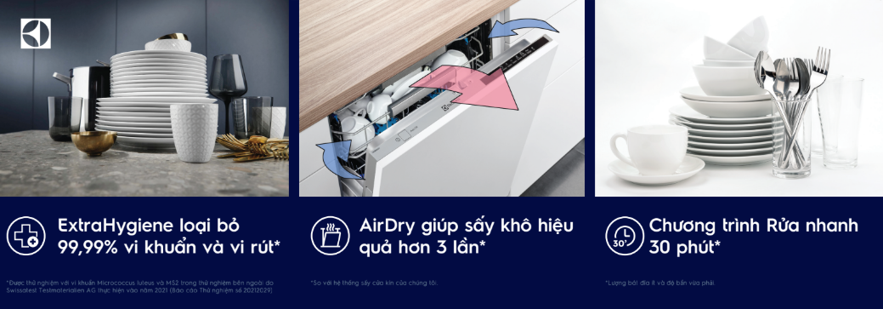 ExtraHygiene loại bỏ
99,99% vi khuẩn và vi rút*
*Được thử nghiệm với vi khuẩn Micrococcus luteus và MS2 trong thử nghiệm bên ngoài do
Swissatest Testmaterialien AG thực hiện vào năm 2021 (Báo cáo Thử nghiệm số 20212029)
AirDry giúp sấy khô hiệu
quả hơn 3 lần*
*So với hệ thống sấy cửa kín của chúng tôi.
30'
Chương trình Rửa nhanh
30 phút*
*Lượng bát đĩa ít và độ bẩn vừa phải